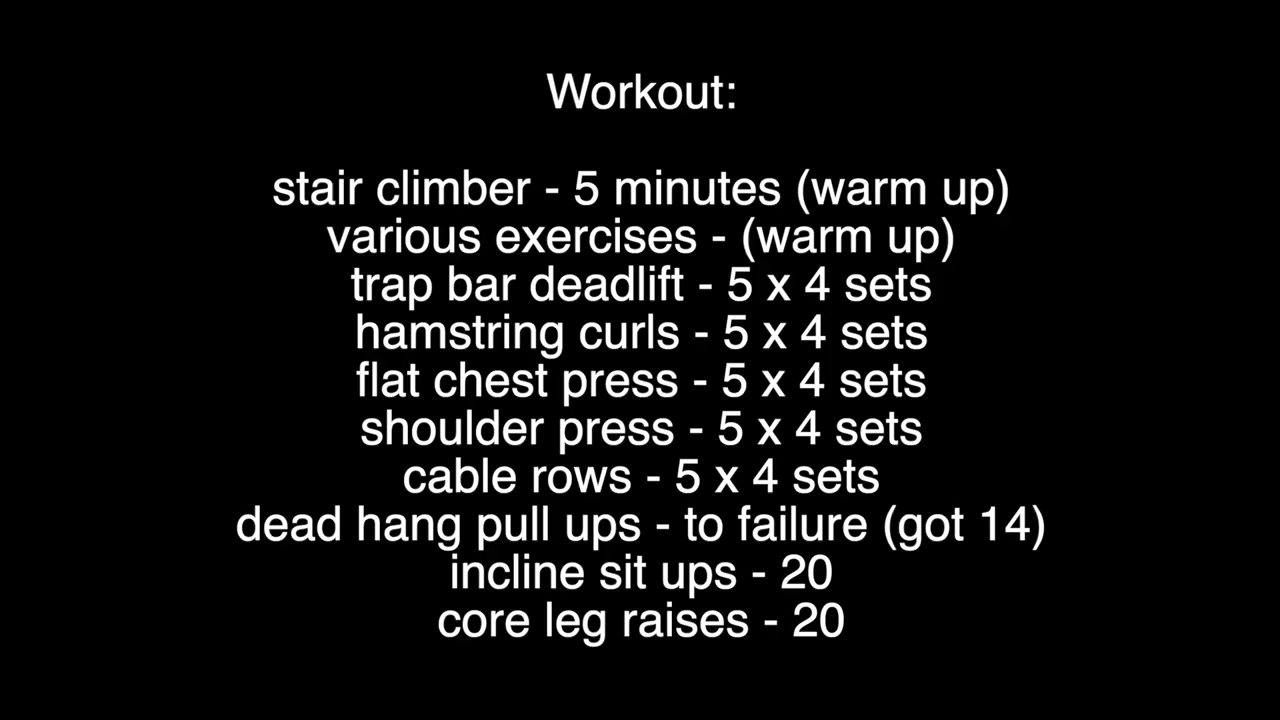 Workout:
stair climber - 5 minutes (warm up)
various exercises - (warm up)
trap bar deadlift - 5 x 4 sets
hamstring curls - 5 x 4 sets
flat chest press - 5 x 4 sets
shoulder press - 5 x 4 sets
cable rows - 5 x 4 sets
dead hang pull ups - to failure (got 14)
incline sit ups - 20
core leg raises - 20